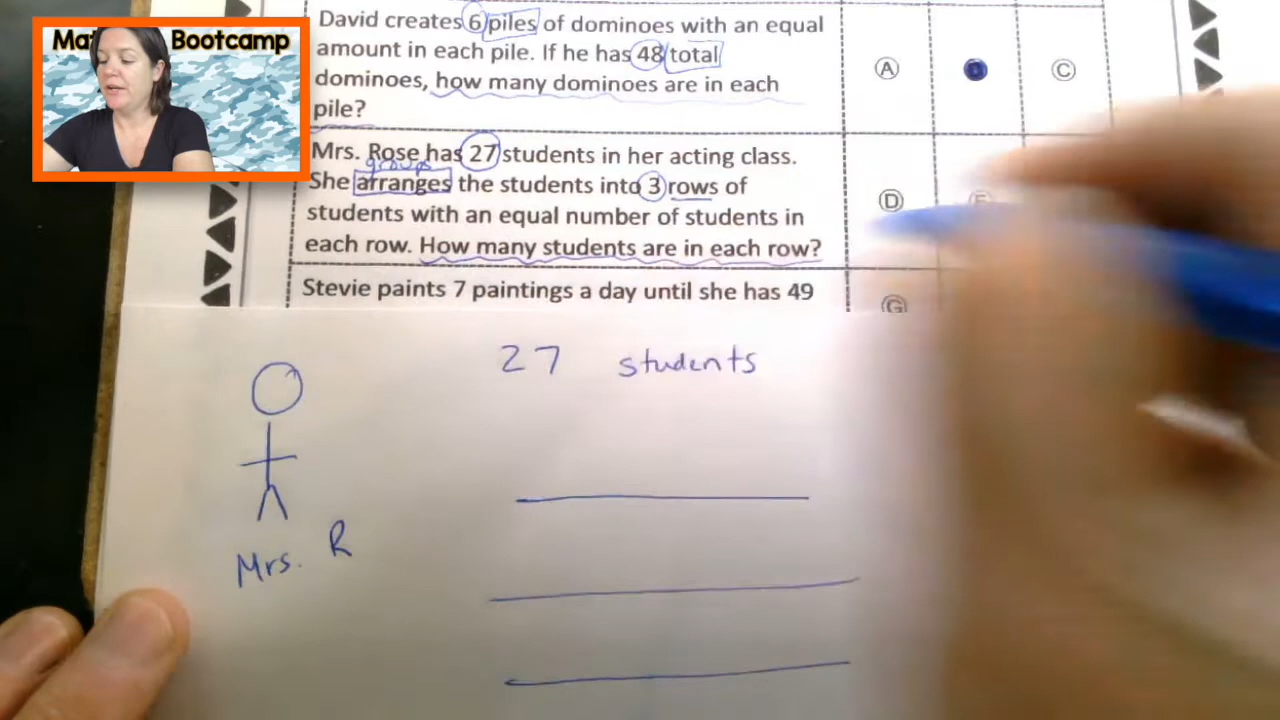 Bootcamp
David creates 6 piles of dominoes with an equal
amount in each pile. If he has 48 total
dominoes, how many dominoes are in each
pile?
A
C
Mrs. Rose has 27 students in her acting class.
groups
She arranges the students into 3 rows of
students with an equal number of students in
each row. How many students are in each row?
D
Stevie paints 7 paintings a day until she has 49
G
27 students
Mrs. R